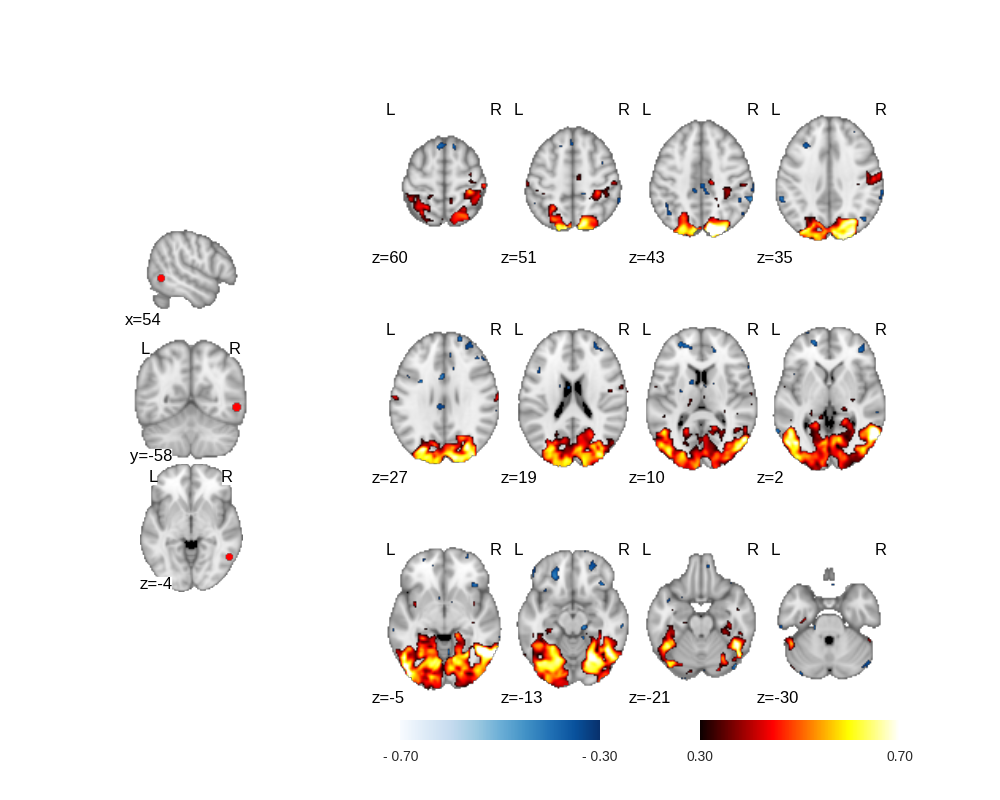 L R L R L R L R
z=60 z=51 z=43 z=35
x=54
L R
y=-58
L R
z=-4
L R L R L R L R
z=27 z=19 z=10 z=2
L R L R L R L R
z=-5 z=-13 z=-21 z=-30
- 0.70 - 0.30 0.30 0.70